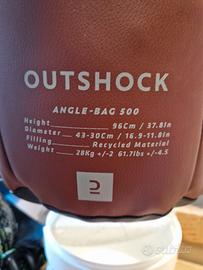 OUTSHOCK
ANGLE-BAG 500
Height 96Cm / 37.8In
Diameter 43-30Cm / 16.9-11.8In
Filling Recycled Material
Weight 28Kg +/-2 61.7lbs +/-4.5
subito